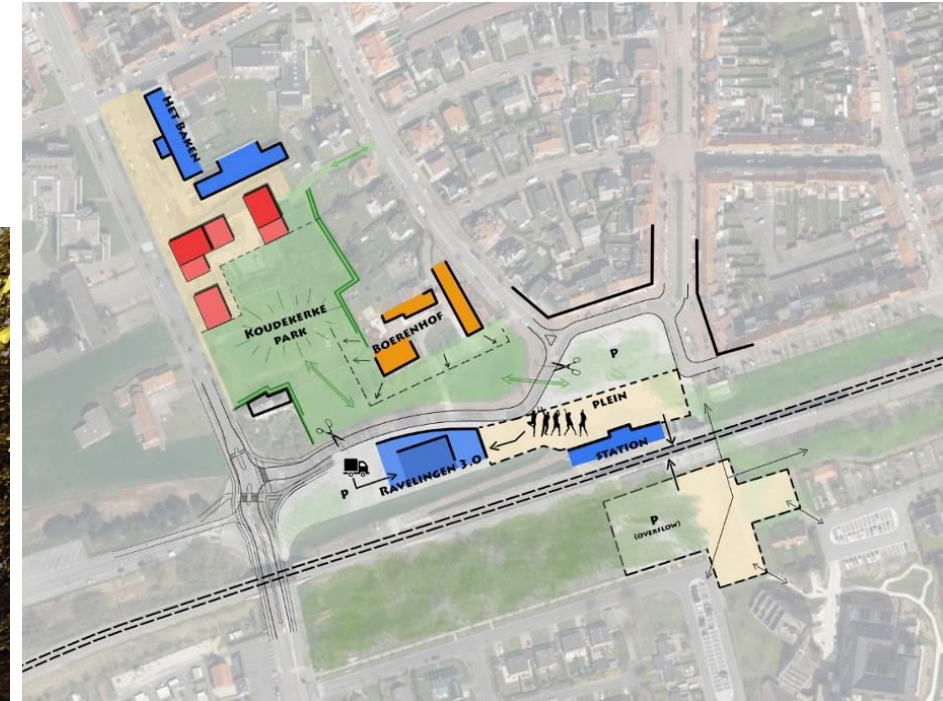 HET BAKEN
KOUDEKERKE
PARK
BOERENHOF
P
PLEIN
STATION
RAVELINGEN 3.0
P
P
(OVERFLOW)